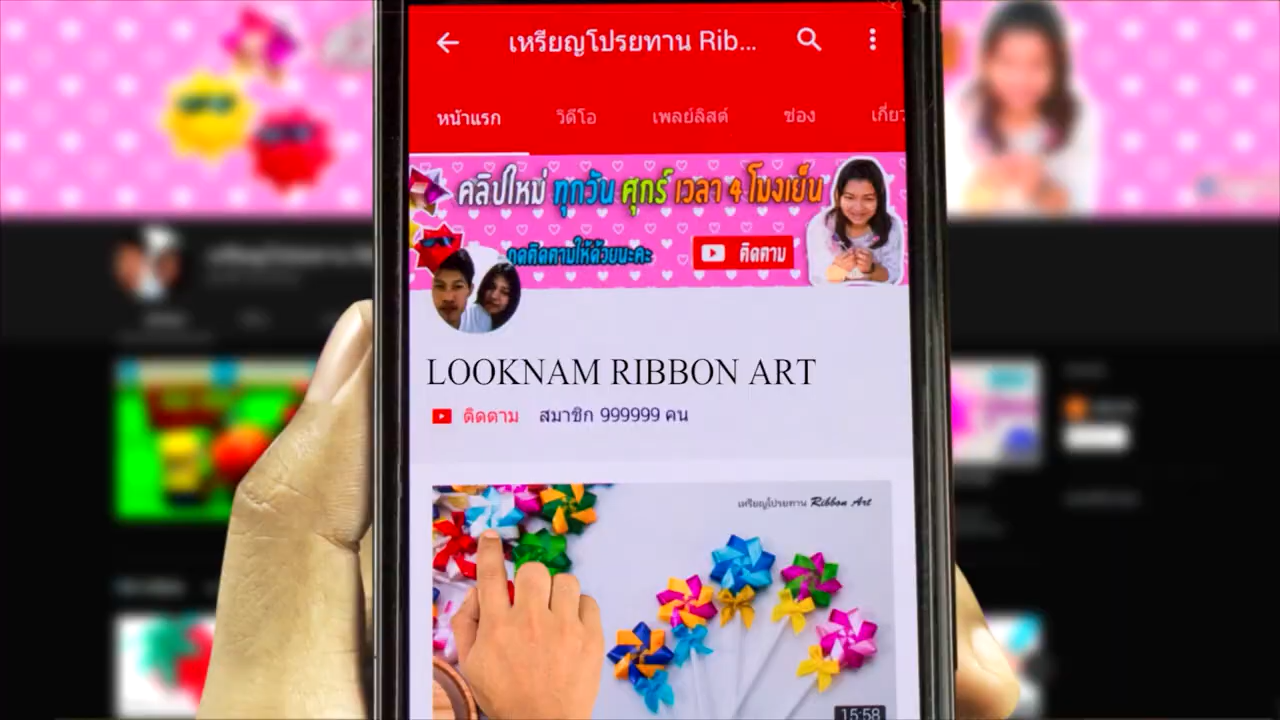 เหรียญโปรยทาน Rib...
หน้าแรก วิดีโอ เพลย์ลิสต์ ช่อง เกี่ยว
คลิปใหม่ ทุกวัน ศุกร์ เวลา 4 โมงเย็น
กดติดตามให้ด้วยนะคะ
ติดตาม
LOOKNAM RIBBON ART
ติดตาม สมาชิก 999999 คน
เหรียญโปรยทาน Ribbon Art
15:58